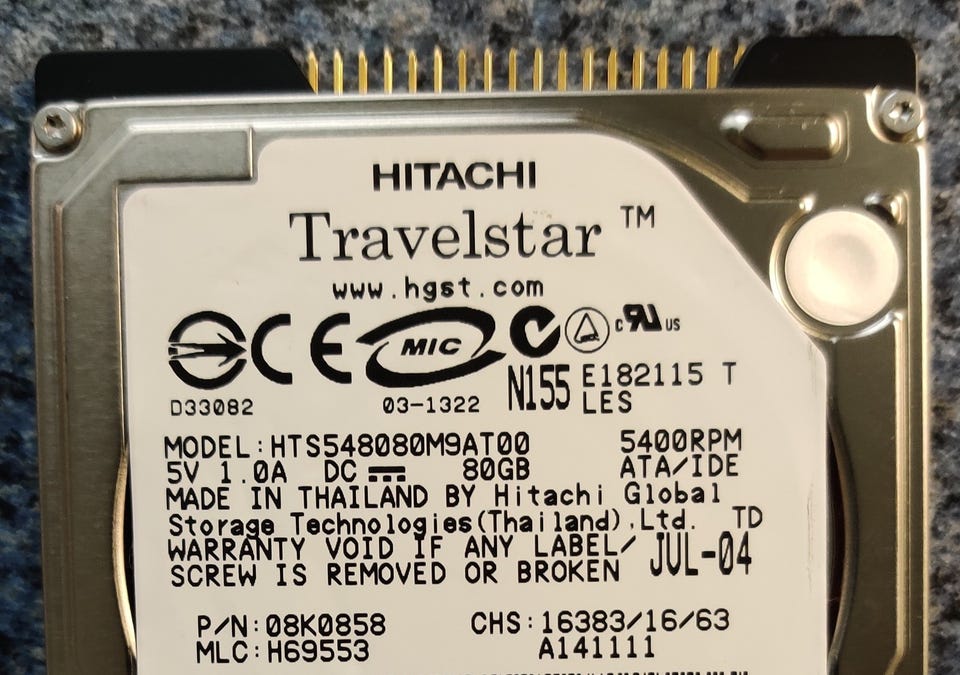 HITACHI
Travelstar ™
www.hgst.com
CE MIC c RU US
D33082 03-1322 N155 E182115 T
LES
MODEL:HTS548080M9AT00 5400RPM
5V 1.0A DC 80GB ATA/IDE
MADE IN THAILAND BY Hitachi Global
Storage Technologies(Thailand),Ltd. TD
WARRANTY VOID IF ANY LABEL/ JUL-04
SCREW IS REMOVED OR BROKEN
P/N:08K0858 CHS:16383/16/63
MLC:H69553 A141111